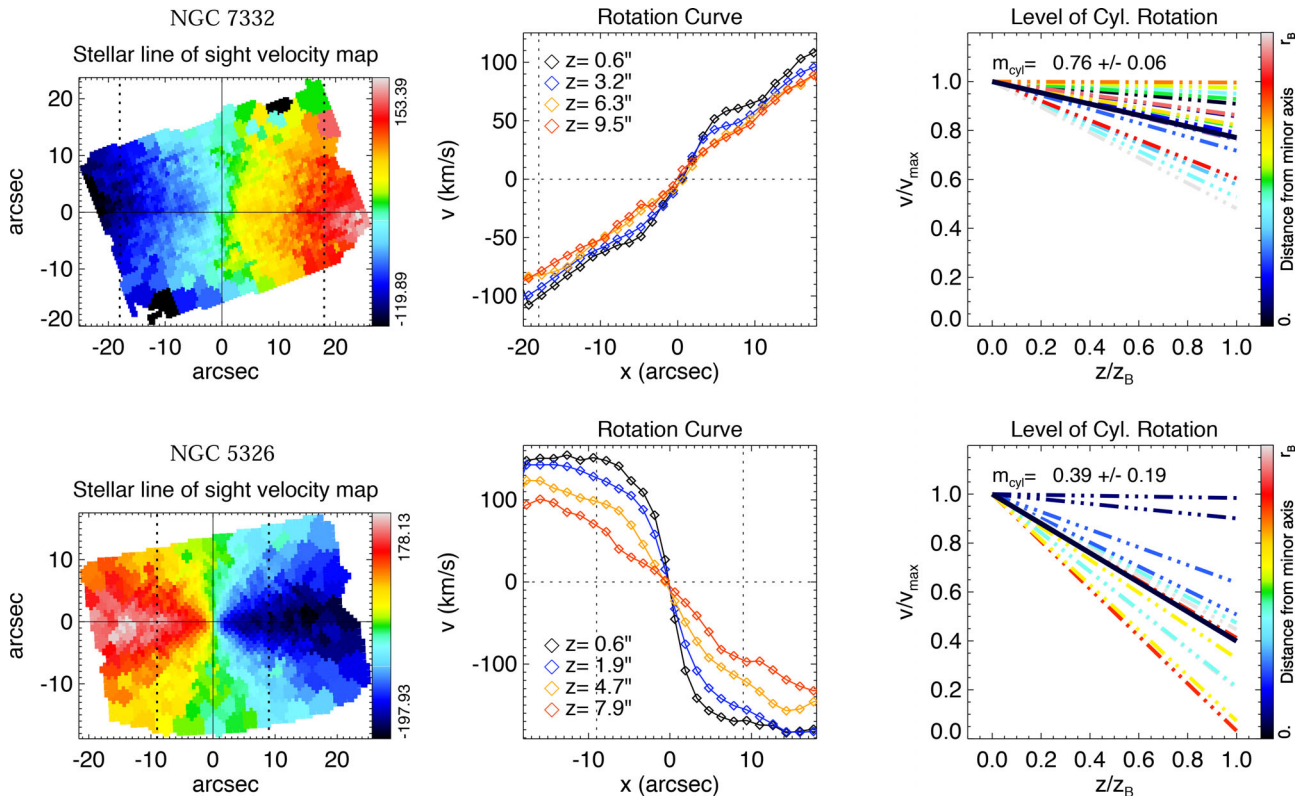 NGC 7332
Stellar line of sight velocity map
20
10
0
-10
-20
arcsec
-20 -10 0 10 20
arcsec
153.39
-119.89
Rotation Curve
z= 0.6"
z= 3.2"
z= 6.3"
z= 9.5"
100
50
0
-50
-100
v (km/s)
-20 -10 0 10
x (arcsec)
Level of Cyl. Rotation
m_cyl= 0.76 +/- 0.06
1.0
0.8
0.6
0.4
0.2
0.0
v/v_max
0.0 0.2 0.4 0.6 0.8 1.0
z/z_B
0. Distance from minor axis r_B
NGC 5326
Stellar line of sight velocity map
10
0
-10
arcsec
-20 -10 0 10 20
arcsec
178.13
-197.93
Rotation Curve
z= 0.6"
z= 1.9"
z= 4.7"
z= 7.9"
100
0
-100
v (km/s)
-10 0 10
x (arcsec)
Level of Cyl. Rotation
m_cyl= 0.39 +/- 0.19
1.0
0.8
0.6
0.4
1.2
0.0
v/v_max
0.0 0.2 0.4 0.6 0.8 1.0
z/z_B
0. Distance from minor axis r_B